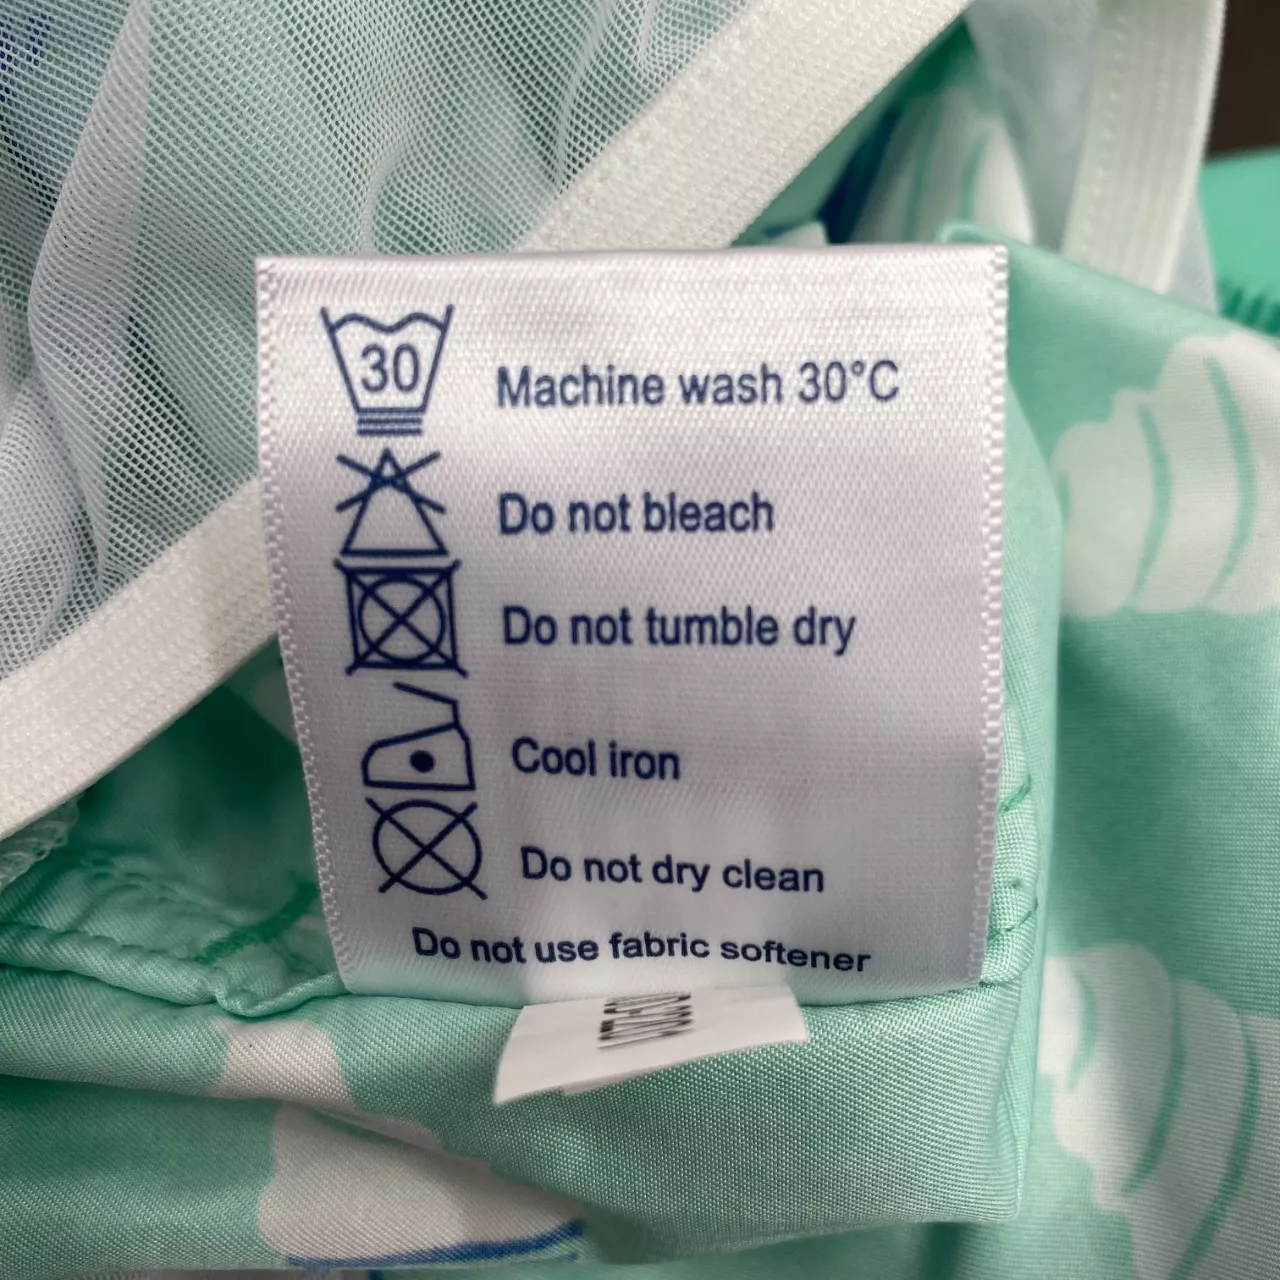 30 Machine wash 30°C
Do not bleach
Do not tumble dry
Cool iron
Do not dry clean
Do not use fabric softener